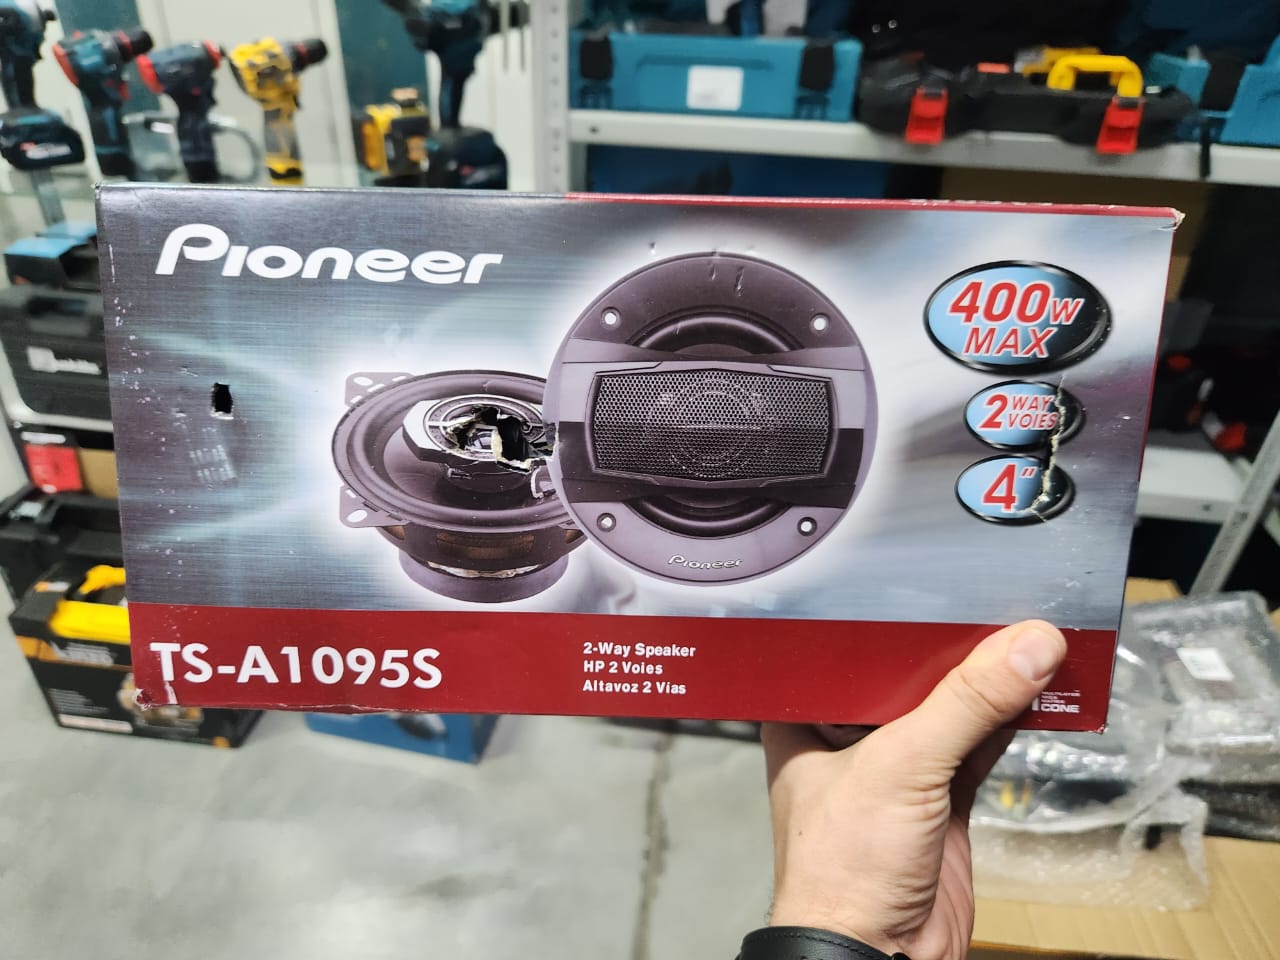 Pioneer
400W
MAX
2 WAY
VOIES
4"
Pioneer
TS-A1095S
2-Way Speaker
HP 2 Voies
Altavoz 2 Vías
CONE